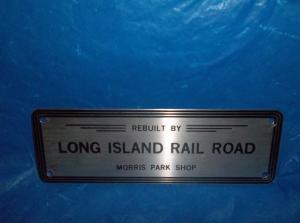 REBUILT BY
LONG ISLAND RAIL ROAD
MORRIS PARK SHOP